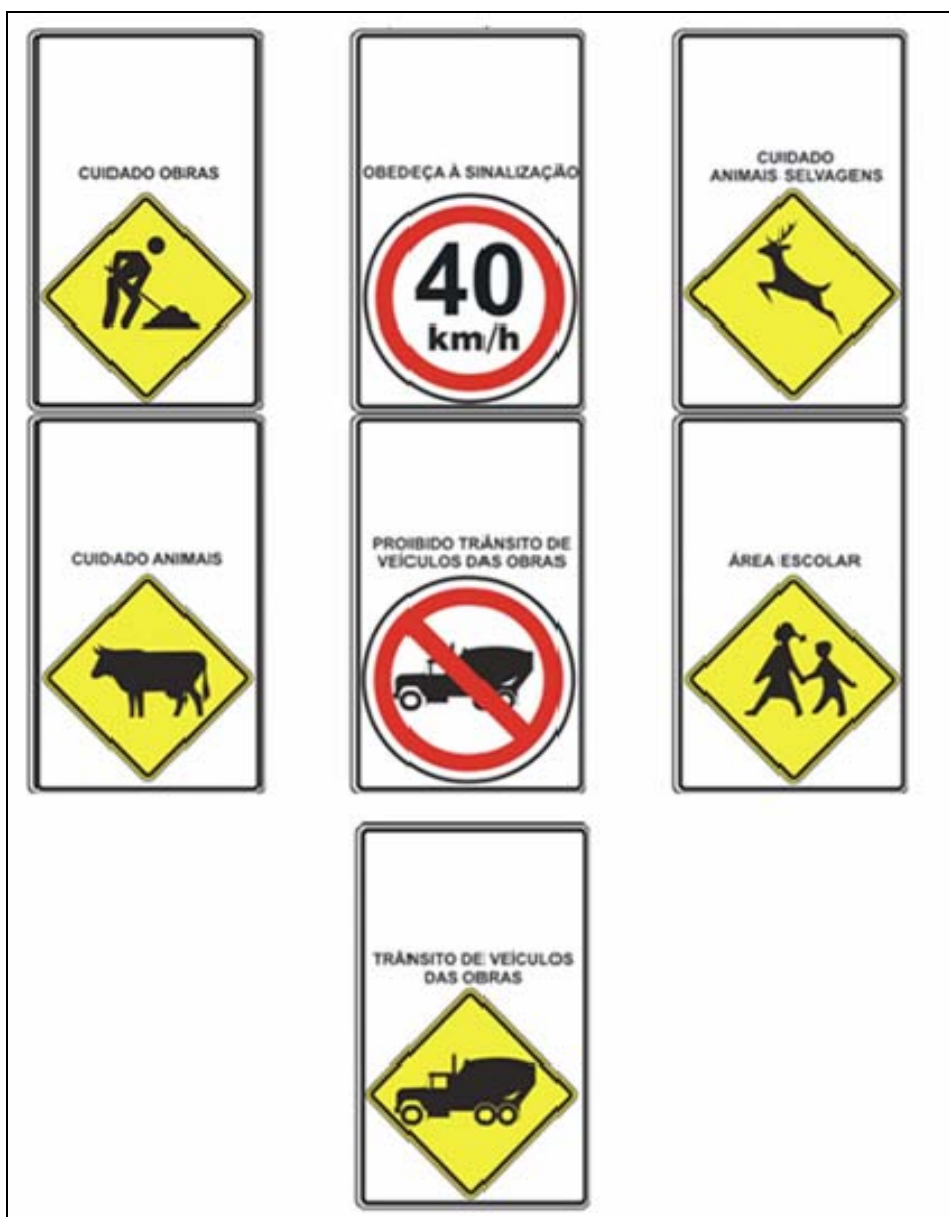 CUIDADO OBRAS
OBEDEÇA À SINALIZAÇÃO
40
km/h
CUIDADO
ANIMAIS SELVAGENS
CUIDADO ANIMAIS
PROIBIDO TRÂNSITO DE
VEÍCULOS DAS OBRAS
ÁREA ESCOLAR
TRÂNSITO DE VEÍCULOS
DAS OBRAS